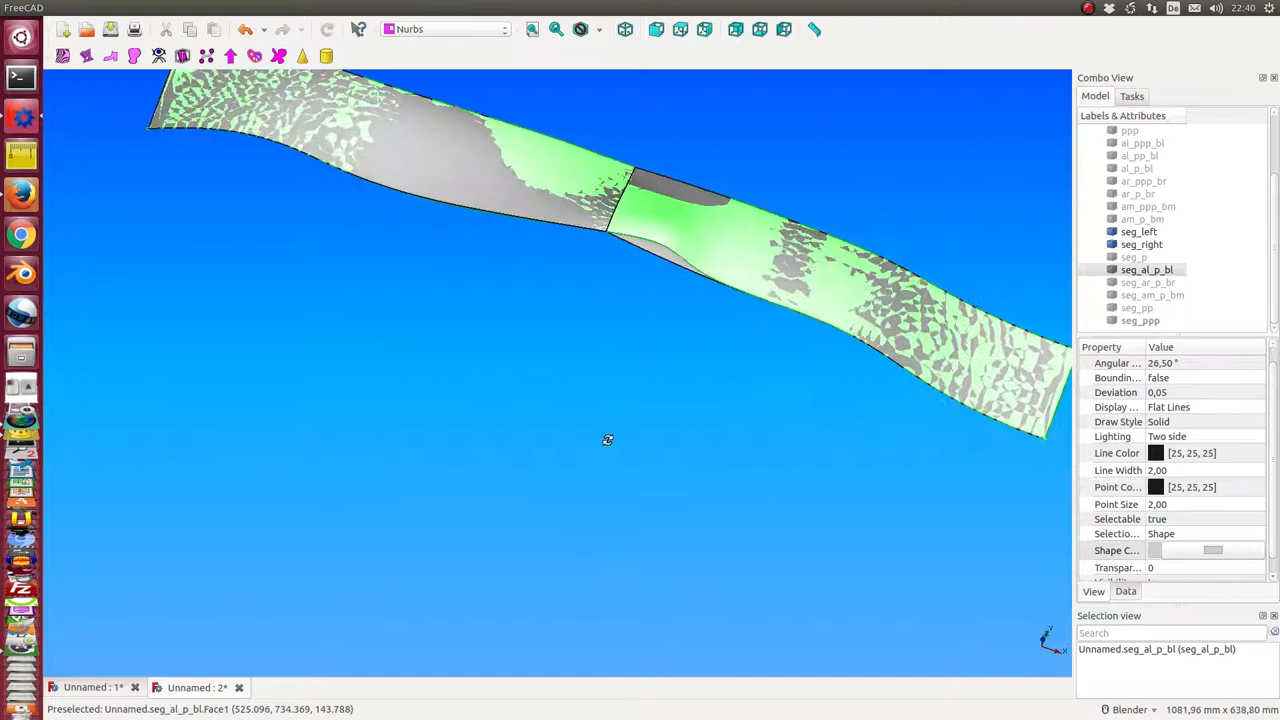 FreeCAD
22:40
Nurbs
Combo View
Model
Tasks
Labels & Attributes
ppp
al_ppp_bl
al_pp_bl
al_p_bl
ar_ppp_br
ar_p_br
am_ppp_bm
am_p_bm
seg_left
seg_right
seg_p
seg_al_p_bl
seg_ar_p_br
seg_am_p_bm
seg_pp
seg_ppp
Property Value
Angular ... 26,50 °
Boundin... false
Deviation 0,05
Display ... Flat Lines
Draw Style Solid
Lighting Two side
Line Color [25, 25, 25]
Line Width 2,00
Point Co... [25, 25, 25]
Point Size 2,00
Selectable true
Selectio... Shape
Shape C...
Transpar... 0
View
Data
Selection view
Search
Unnamed.seg_al_p_bl (seg_al_p_bl)
Y
X
Unnamed : 1*
Unnamed : 2*
Preselected: Unnamed.seg_al_p_bl.Face1 (525.096, 734.369, 143.788)
Blender
1081,96 mm x 638,80 mm